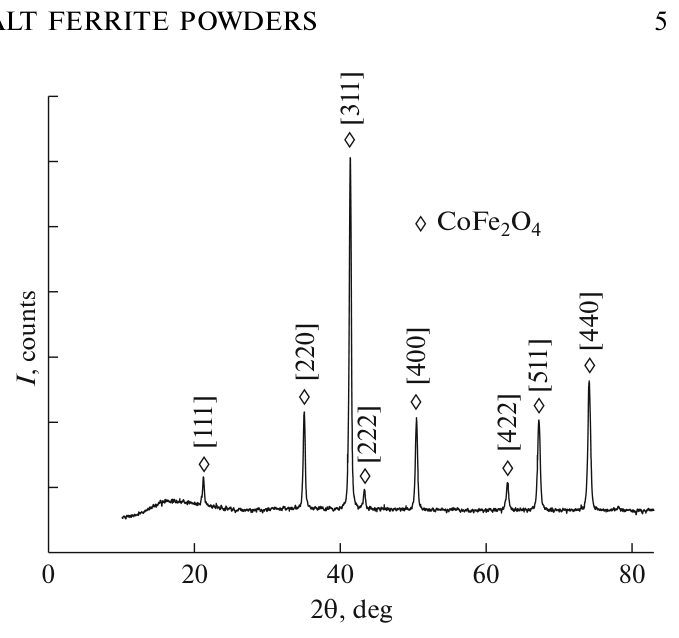 FERRITE POWDERS
5
[311]
◊ CoFe₂O₄
[440]
[220]
[400]
[511]
[111]
[222]
[422]
I, counts
0 20 40 60 80
2θ, deg